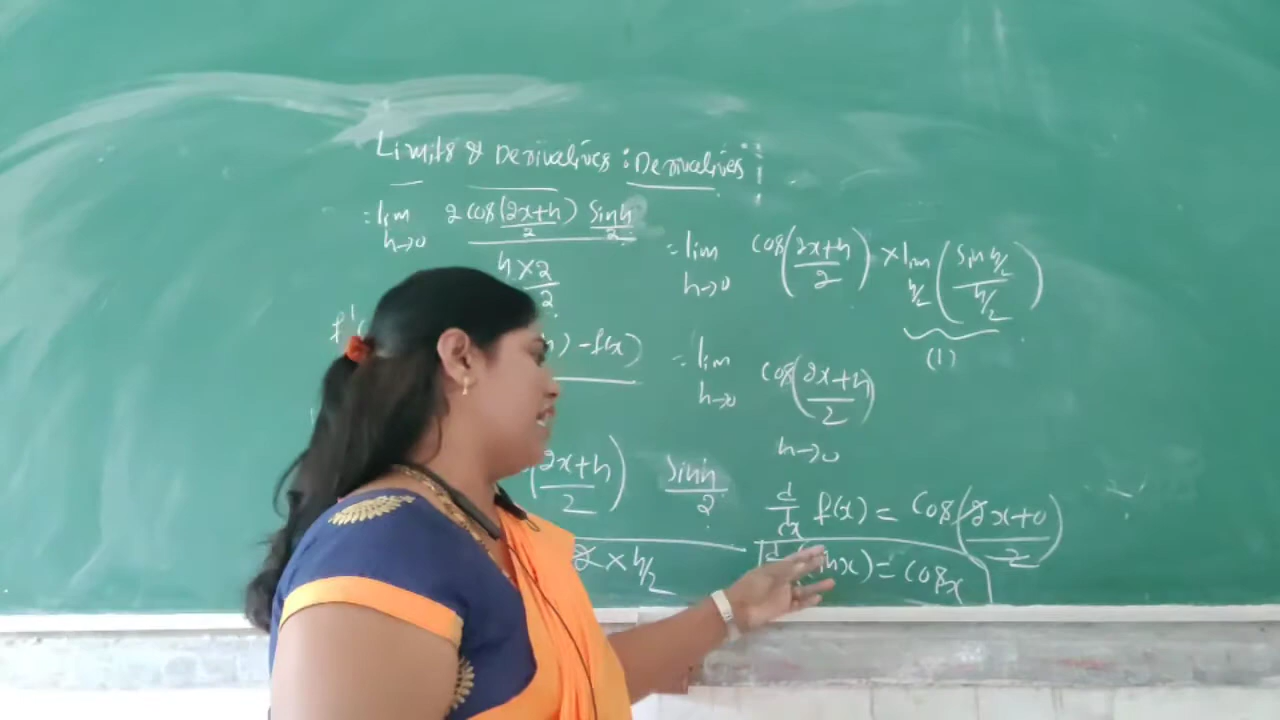 Limits & Derivatives : Derivatives
= lim h→0 2 cos (2x+h)/2 sin h/2
h × 2/2
f'( ) - f(x)
(2x+h / 2) sin h/2
2 × h/2
= lim h→0 cos (2x+h / 2) × lim h/2 (sin h/2 / h/2)
(1)
= lim h→0 cos (2x+h / 2)
h→0
d/dx f(x) = cos (2x+0 / 2)
= cos x